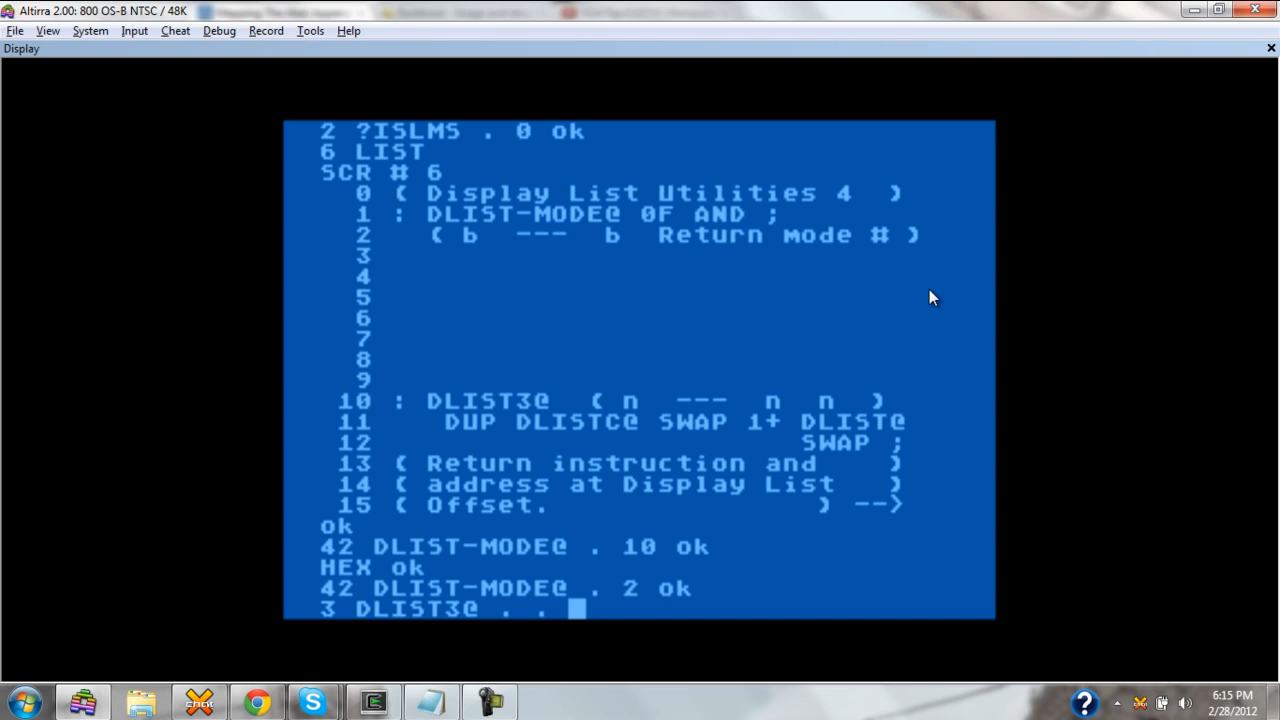 Altirra 2.00: 800 OS-B NTSC / 48K
File View System Input Cheat Debug Record Tools Help
Display
2 ?ISLMS . 0 ok
6 LIST
SCR # 6
0 ( Display List Utilities 4 )
1 : DLIST-MODE@ 0F AND ;
2 ( b --- b Return mode # )
3
4
5
6
7
8
9
10 : DLIST3@ ( n --- n n )
11 DUP DLISTC@ SWAP 1+ DLIST@
12 SWAP ;
13 ( Return instruction and )
14 ( address at Display List )
15 ( Offset. ) -->
ok
42 DLIST-MODE@ . 10 ok
HEX ok
42 DLIST-MODE@ . 2 ok
3 DLIST3@ . .
6:15 PM
2/28/2012